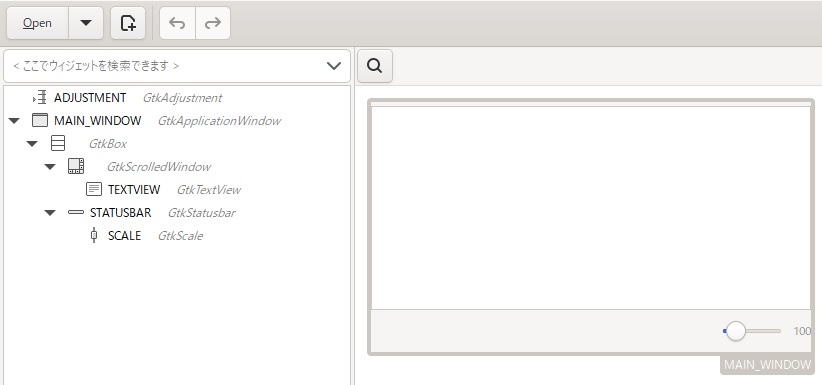 Open
< ここでウィジェットを検索できます >
ADJUSTMENT GtkAdjustment
MAIN_WINDOW GtkApplicationWindow
GtkBox
GtkScrolledWindow
TEXTVIEW GtkTextView
STATUSBAR GtkStatusbar
SCALE GtkScale
100
MAIN_WINDOW